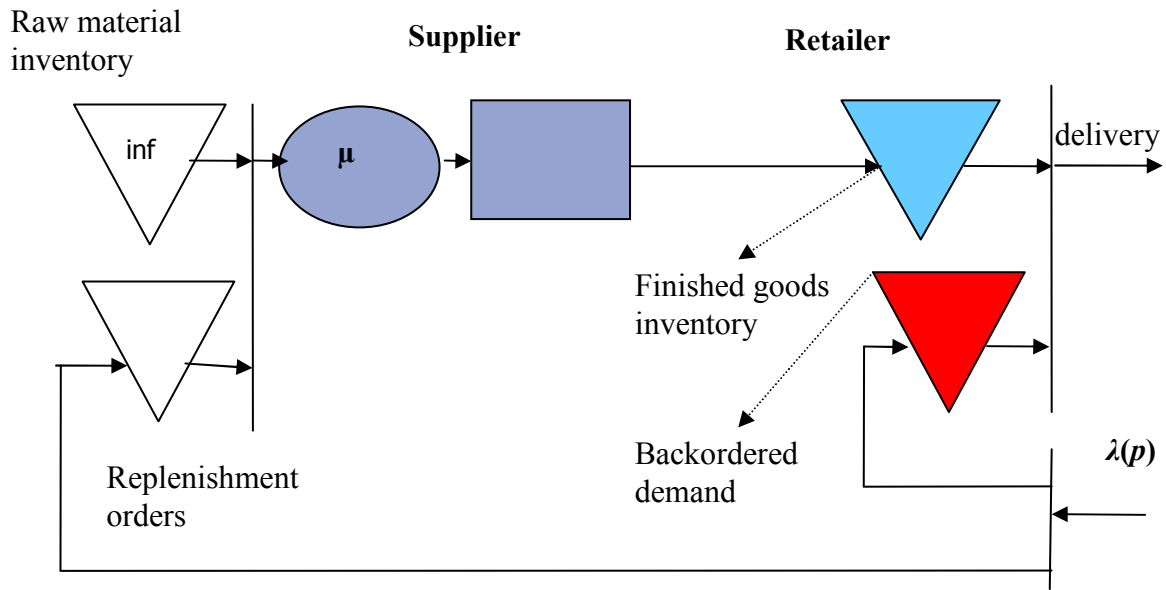 Raw material
inventory
Supplier
Retailer
inf
μ
delivery
Finished goods
inventory
Backordered
demand
λ(p)
Replenishment
orders